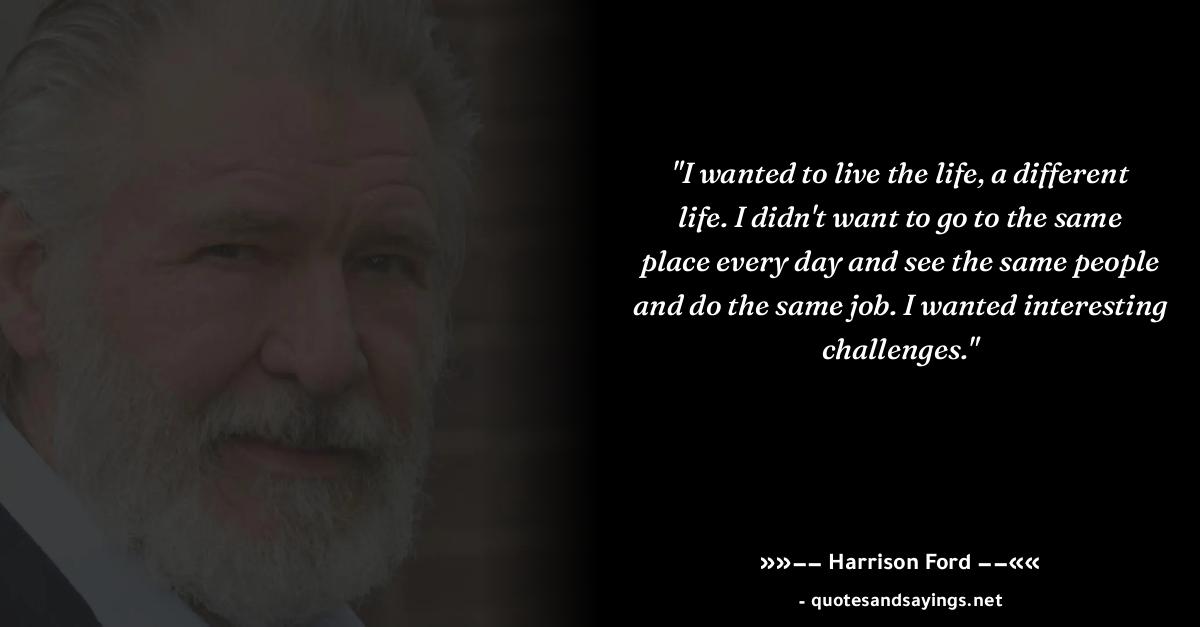 "I wanted to live the life, a different
life. I didn't want to go to the same
place every day and see the same people
and do the same job. I wanted interesting
challenges."
»»–– Harrison Ford ––««
- quotesandsayings.net